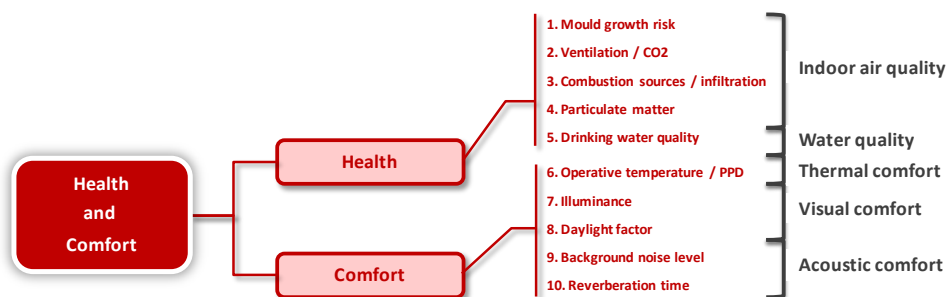 Health
and
Comfort
Health
Comfort
1. Mould growth risk
2. Ventilation / CO2
3. Combustion sources / infiltration
4. Particulate matter
5. Drinking water quality
6. Operative temperature / PPD
7. Illuminance
8. Daylight factor
9. Background noise level
10. Reverberation time
Indoor air quality
Water quality
Thermal comfort
Visual comfort
Acoustic comfort